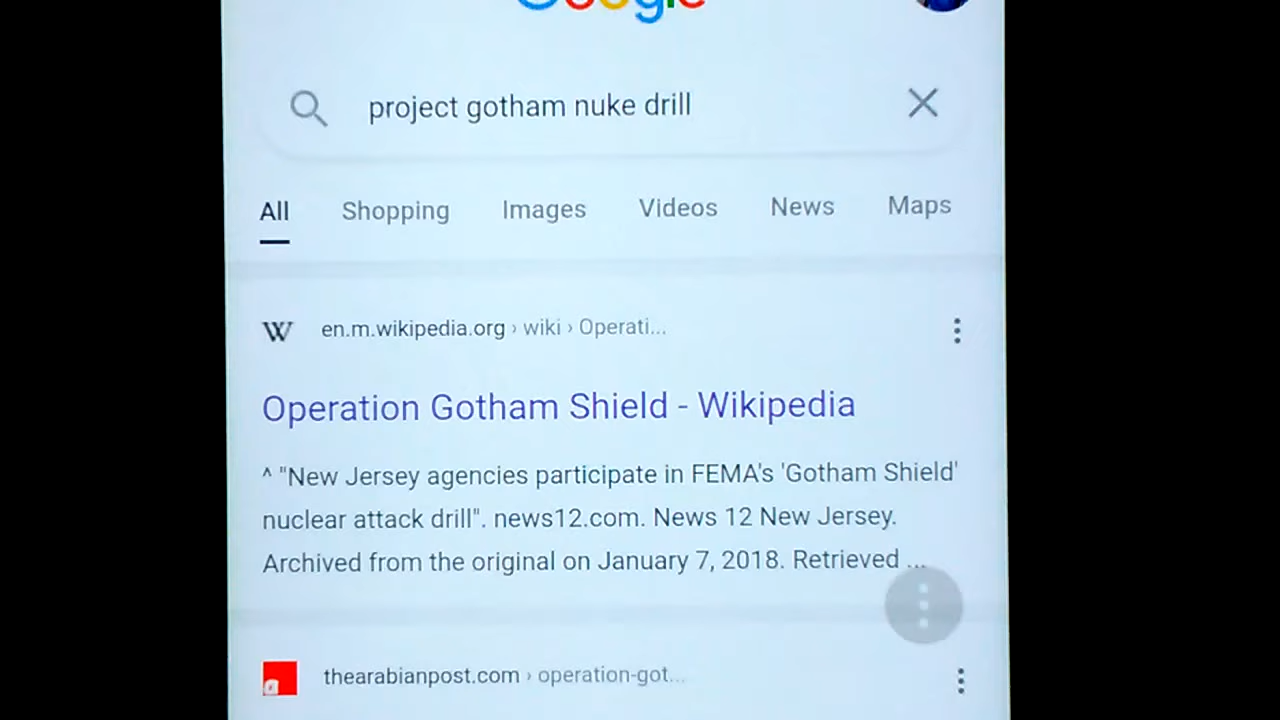 Google
project gotham nuke drill
All Shopping Images Videos News Maps
en.m.wikipedia.org › wiki › Operati...
Operation Gotham Shield - Wikipedia
^ "New Jersey agencies participate in FEMA's 'Gotham Shield'
nuclear attack drill". news12.com. News 12 New Jersey.
Archived from the original on January 7, 2018. Retrieved ...
thearabianpost.com › operation-got...